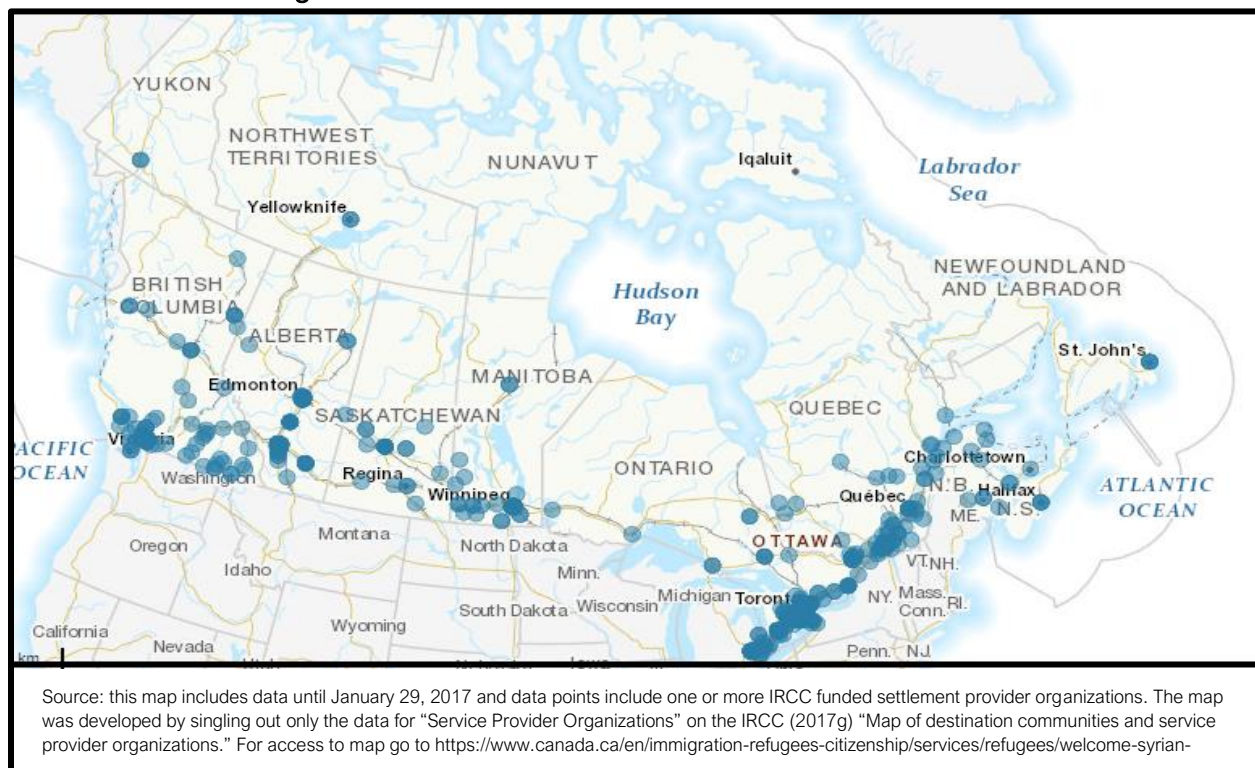 YUKON
NORTHWEST
TERRITORIES
NUNAVUT
Iqaluit
Labrador
Sea
Yellowknife
BRITISH
COLUMBIA
ALBERTA
Hudson
Bay
NEWFOUNDLAND
AND LABRADOR
St. John's
MANITOBA
Edmonton
SASKATCHEWAN
QUEBEC
PACIFIC
OCEAN
Victoria
Washington
Regina
Winnipeg
ONTARIO
Charlottetown
Québec
N.B.
Halifax
ME.
N.S.
ATLANTIC
OCEAN
Montana
North Dakota
OTTAWA
Oregon
Idaho
Minn.
VT.
NH.
South Dakota
Wisconsin
Michigan
Toronto
NY.
Mass.
Conn.
RI.
Wyoming
California
Nevada
Penn.
NJ.
km
Source: this map includes data until January 29, 2017 and data points include one or more IRCC funded settlement provider organizations. The map
was developed by singling out only the data for “Service Provider Organizations” on the IRCC (2017g) “Map of destination communities and service
provider organizations.” For access to map go to https://www.canada.ca/en/immigration-refugees-citizenship/services/refugees/welcome-syrian-